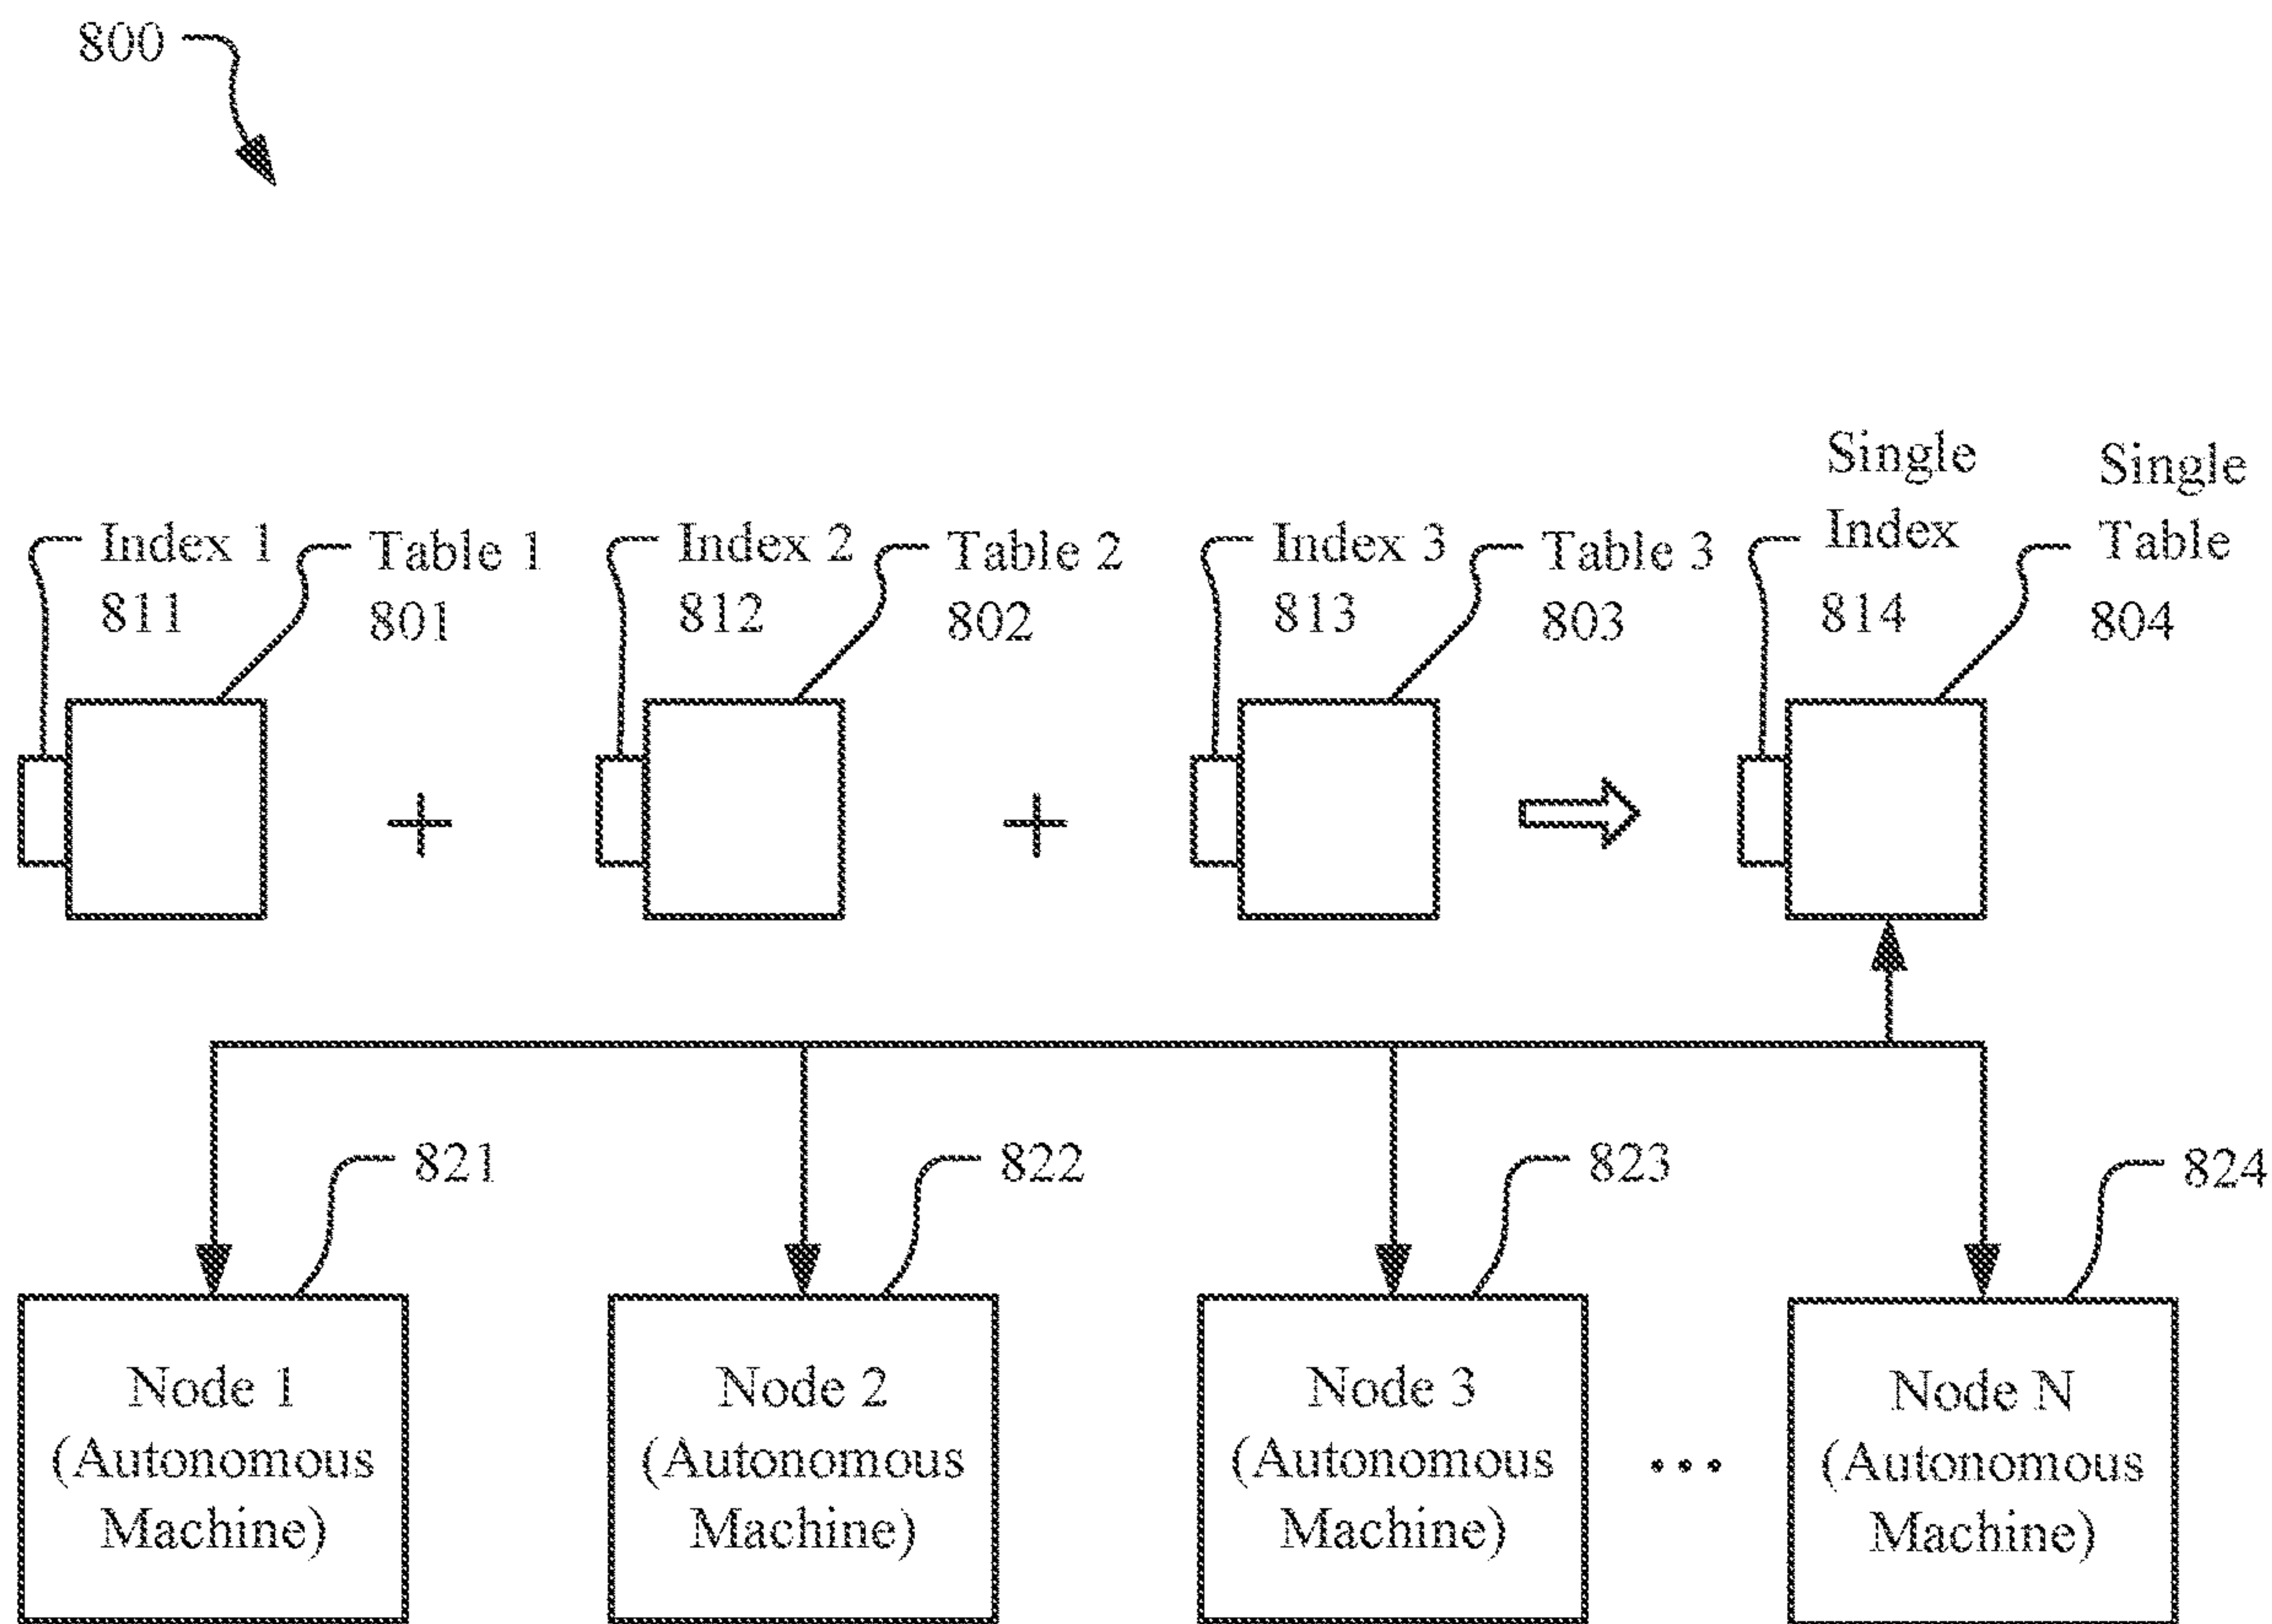 800
Index 1
811
Table 1
801
Index 2
812
Table 2
802
Index 3
813
Table 3
803
Single
Index
814
Single
Table
804
+
+
821
822
823
824
Node 1
(Autonomous
Machine)
Node 2
(Autonomous
Machine)
Node 3
(Autonomous
Machine)
...
Node N
(Autonomous
Machine)